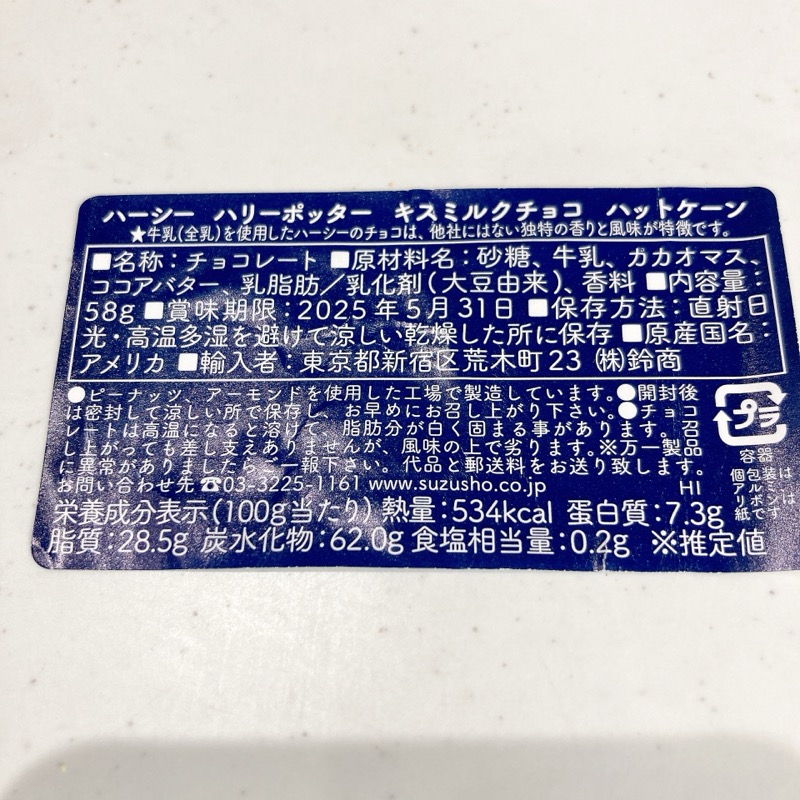 ハーシー ハリーポッター キスミルクチョコ ハットケーン
★牛乳(全乳)を使用したハーシーのチョコは、他社にはない独特の香りと風味が特徴です。
■名称：チョコレート ■原材料名：砂糖、牛乳、カカオマス、
ココアバター、乳脂肪／乳化剤(大豆由来)、香料 ■内容量：
58g ■賞味期限：2025年5月31日 ■保存方法：直射日
光・高温多湿を避けて涼しい乾燥した所に保存 ■原産国名：
アメリカ ■輸入者：東京都新宿区荒木町23 ㈱鈴商
●ピーナッツ、アーモンドを使用した工場で製造しています。●開封後
は密封して涼しい所で保存し、お早めにお召し上がり下さい。●チョコ
レートは高温になると溶けて、脂肪分が白く固まる事があります。召
し上がっても差し支えありませんが、風味の上で劣ります。※万一製品
に異常がありましたらご一報下さい。代品と郵送料をお送り致します。
お問い合わせ先☎03-3225-1161 www.suzusho.co.jp HI
栄養成分表示(100g当たり) 熱量：534kcal 蛋白質：7.3g
脂質：28.5g 炭水化物：62.0g 食塩相当量：0.2g ※推定値
プラ
容器
個包装は
アルミは
リボンは
紙です